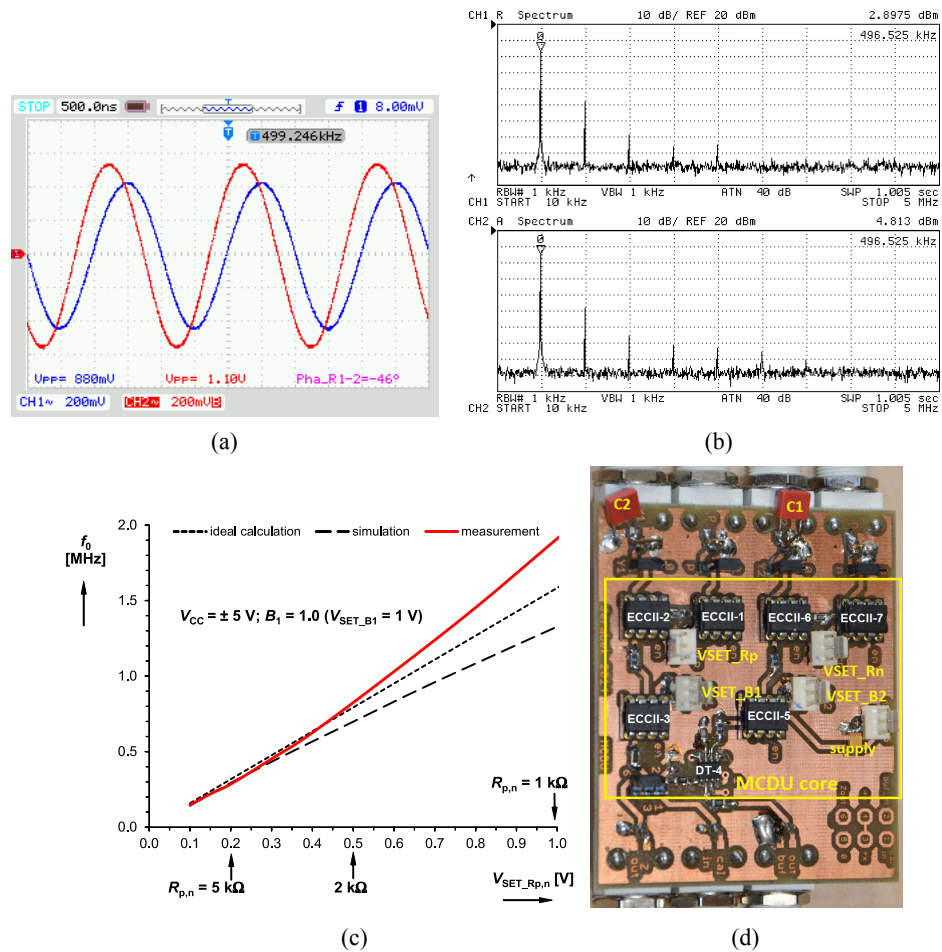 STOP 500.0ns T ƒ 1 8.00mV
T 499.246kHz
1
Vpp= 880mV Vpp= 1.10V Pha_R1-2=-46°
CH1~ 200mV CH2~ 200mV B
(a)
CH1 R Spectrum 10 dB/ REF 20 dBm 2.8975 dBm
0 496.525 kHz
RBW# 1 kHz VBW 1 kHz ATN 40 dB SWP 1.005 sec
CH1 START 10 kHz STOP 5 MHz
CH2 A Spectrum 10 dB/ REF 20 dBm 4.813 dBm
0 496.525 kHz
RBW# 1 kHz VBW 1 kHz ATN 40 dB SWP 1.005 sec
CH2 START 10 kHz STOP 5 MHz
(b)
f0
[MHz]
ideal calculation simulation measurement
VCC = ± 5 V; B1 = 1.0 (VSET_B1 = 1 V)
2.0
1.5
1.0
0.5
0.0
0.0 0.1 0.2 0.3 0.4 0.5 0.6 0.7 0.8 0.9 1.0
Rp,n = 1 kΩ
Rp,n = 5 kΩ
2 kΩ
VSET_Rp,n [V]
(c)
C2 C1
ECCII-2 ECCII-1 ECCII-6 ECCII-7
VSET_Rp VSET_Rn
VSET_B1 VSET_B2
ECCII-3 ECCII-5
supply
DT-4
MCDU core
(d)